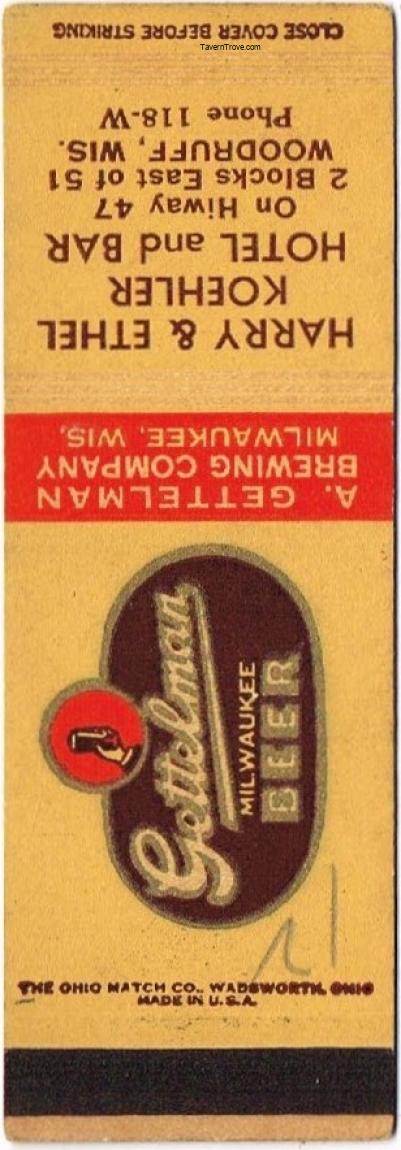 CLOSE COVER BEFORE STRIKING
TavernTrove.com
HARRY & ETHEL
KOEHLER
HOTEL and BAR
On Hiway 47
2 Blocks East of 51
WOODRUFF, WIS.
Phone 118-W
A. GETTELMAN
BREWING COMPANY
MILWAUKEE, WIS.
Gettelman
MILWAUKEE
BEER
THE OHIO MATCH CO., WADSWORTH, OHIO
MADE IN U.S.A.